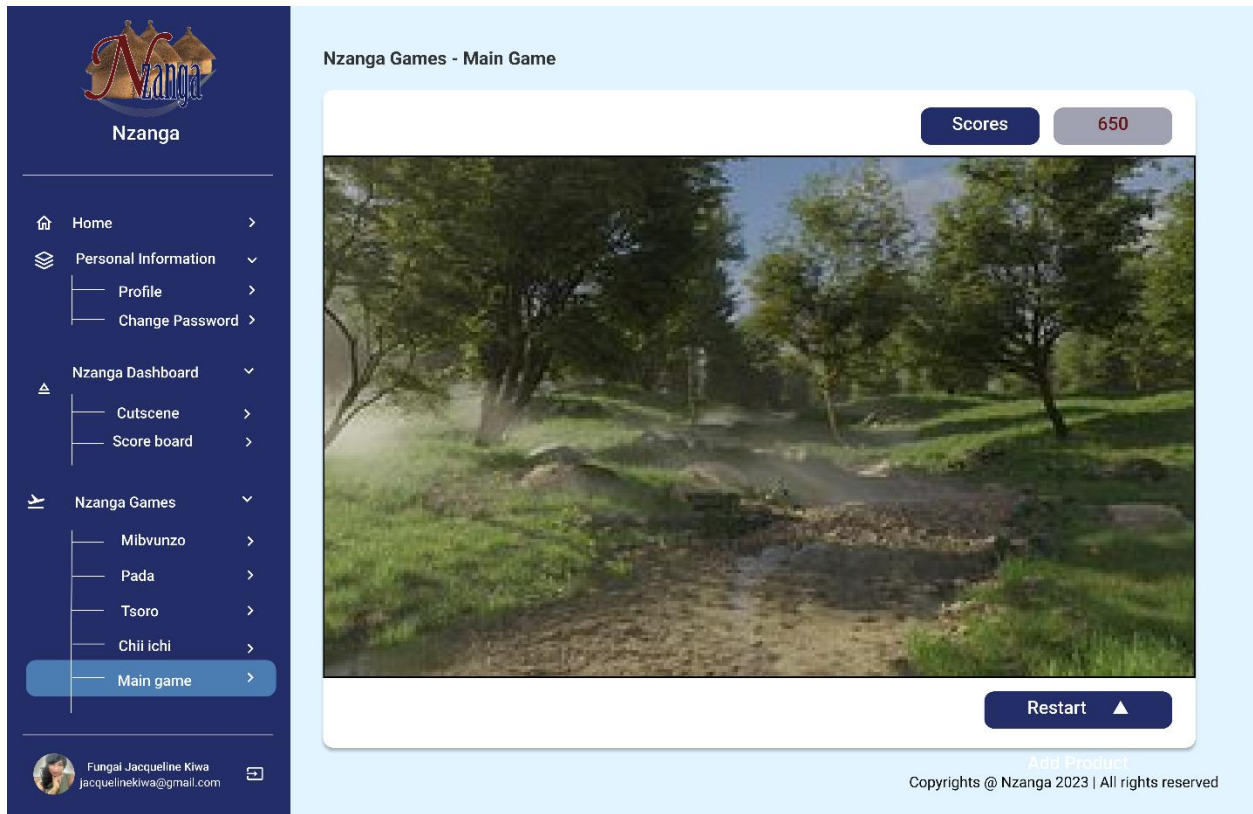 Nzanga
Nzanga
Home
Personal Information
Profile
Change Password
Nzanga Dashboard
Cutscene
Score board
Nzanga Games
Mibvunzo
Pada
Tsoro
Chii ichi
Main game
Fungai Jacqueline Kiwa
jacquelinekiwa@gmail.com
Nzanga Games - Main Game
Scores 650
Restart
Add Product
Copyrights @ Nzanga 2023 | All rights reserved